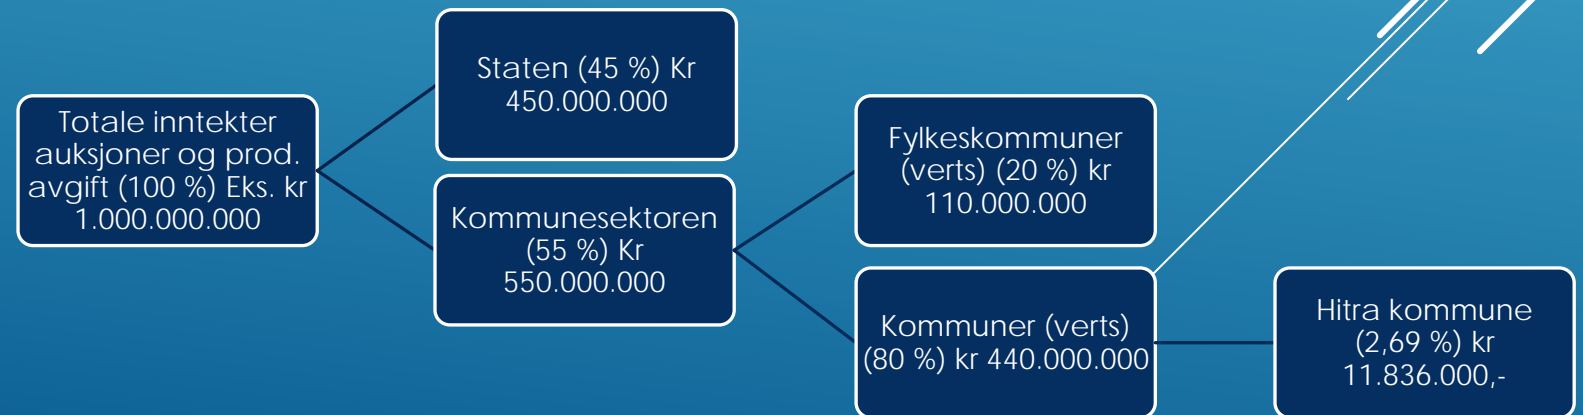 Totale inntekter
auksjoner og prod.
avgift (100 %) Eks. kr
1.000.000.000
Staten (45 %) Kr
450.000.000
Kommunesektoren
(55 %) Kr
550.000.000
Fylkeskommuner
(verts) (20 %) kr
110.000.000
Kommuner (verts)
(80 %) kr 440.000.000
Hitra kommune
(2,69 %) kr
11.836.000,-